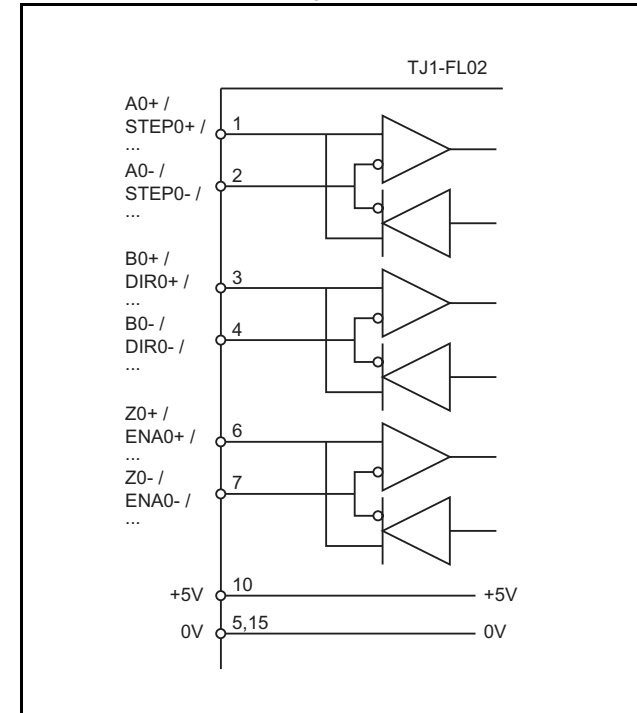 TJ1-FL02
A0+ /
STEP0+ /
...
1
A0- /
STEP0- /
...
2
B0+ /
DIR0+ /
...
3
B0- /
DIR0- /
...
4
Z0+ /
ENA0+ /
...
6
Z0- /
ENA0- /
...
7
+5V 10 +5V
0V 5,15 0V